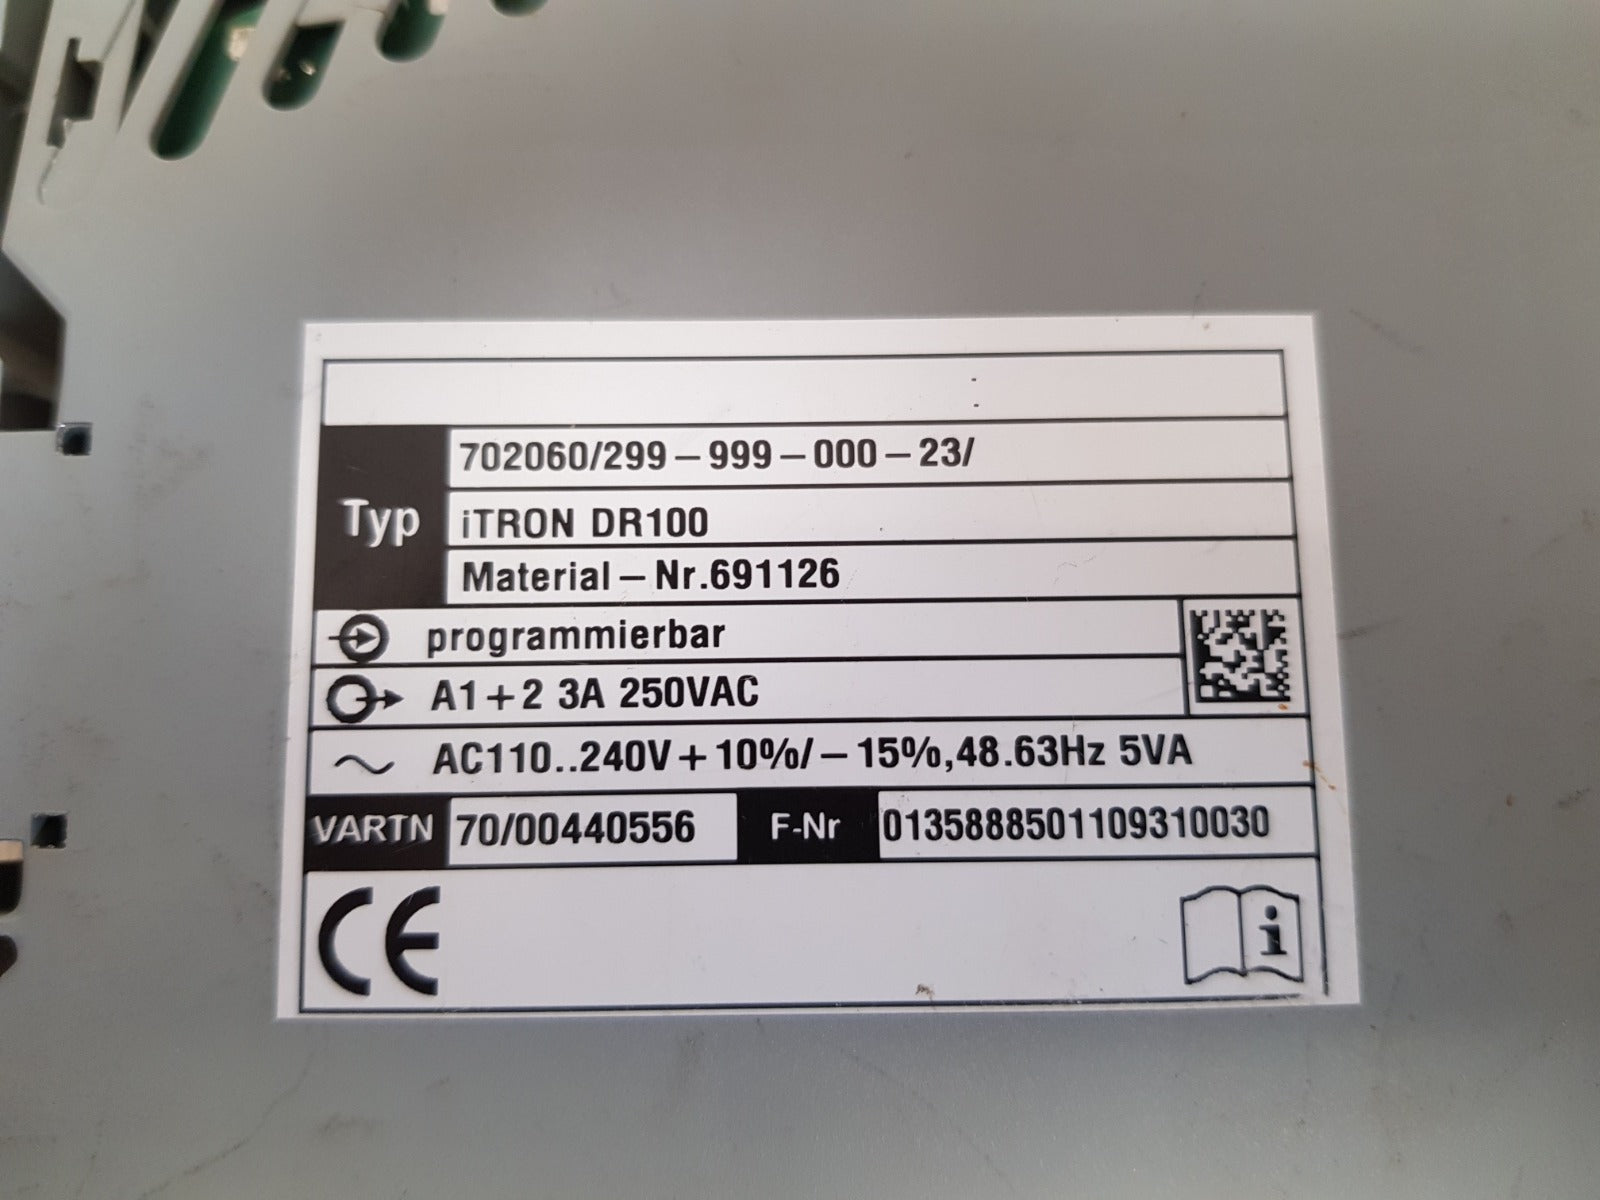 702060/299-999-000-23/
Typ
iTRON DR100
Material-Nr.691126
programmierbar
A1+2 3A 250VAC
AC110..240V+10%/-15%,48.63Hz 5VA
VARTN 70/00440556 F-Nr 0135888501109310030
CE
i